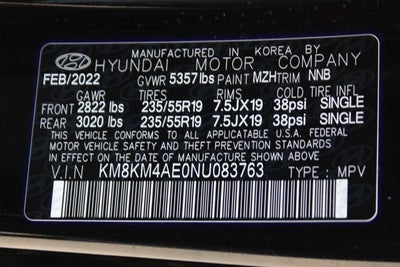 MANUFACTURED IN KOREA BY
HYUNDAI MOTOR COMPANY
FEB/2022 GVWR 5357 lbs PAINT MZH TRIM NNB
GAWR TIRES RIMS COLD TIRE INFL
FRONT 2822 lbs 235/55R19 7.5JX19 38psi SINGLE
REAR 3020 lbs 235/55R19 7.5JX19 38psi SINGLE
THIS VEHICLE CONFORMS TO ALL APPLICATABLE U.S. FEDERAL
MOTOR VEHICLE SAFETY AND THEFT PREVENTION STANDARDS
IN EFFECT ON THE DATE OF MANUFACTURE SHOWN ABOVE.
V.I.N KM8KM4AE0NU083763 TYPE : MPV